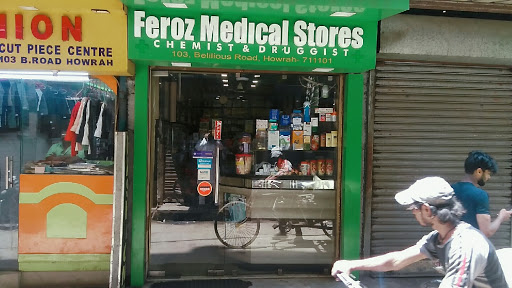 NION
CUT PIECE CENTRE
103 B.ROAD HOWRAH
Feroz Medical Stores
CHEMIST & DRUGGIST
103, Belilious Road, Howrah- 711101